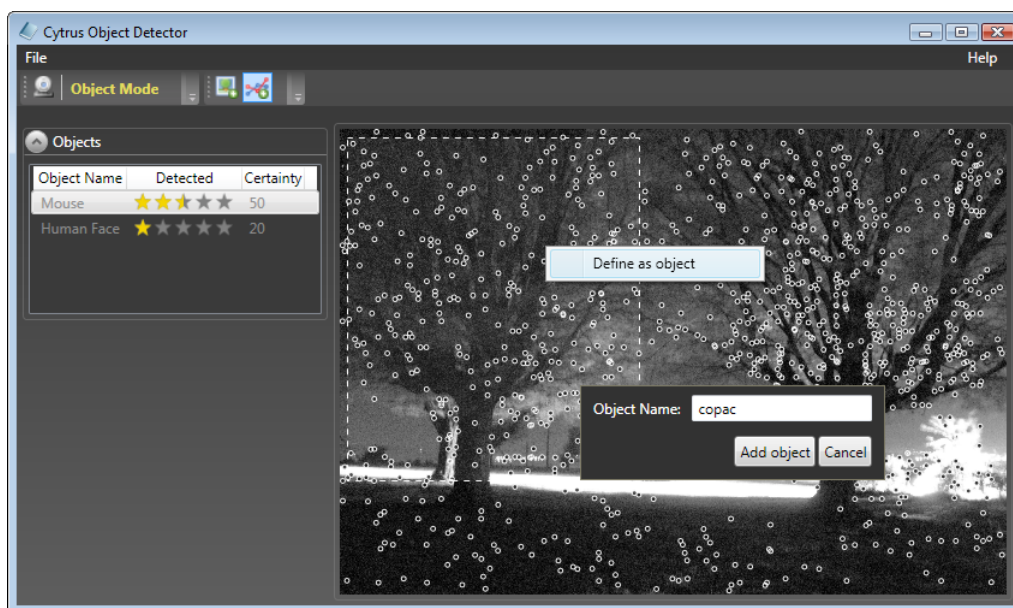 Cytrus Object Detector
File Help
Object Mode
Objects
Object Name Detected Certainty
Mouse 50
Human Face 20
Define as object
Object Name: copac
Add object Cancel